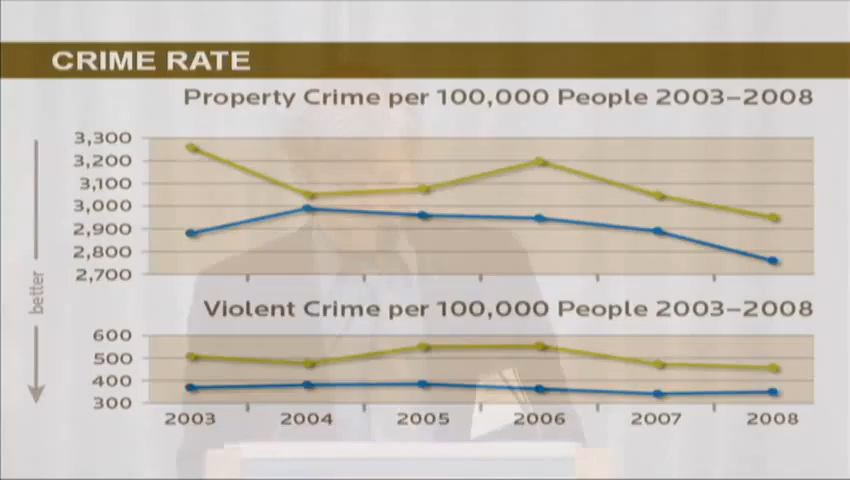 CRIME RATE
Property Crime per 100,000 People 2003–2008
3,300
3,200
3,100
3,000
2,900
2,800
2,700
better
Violent Crime per 100,000 People 2003–2008
600
500
400
300
2003 2004 2005 2006 2007 2008